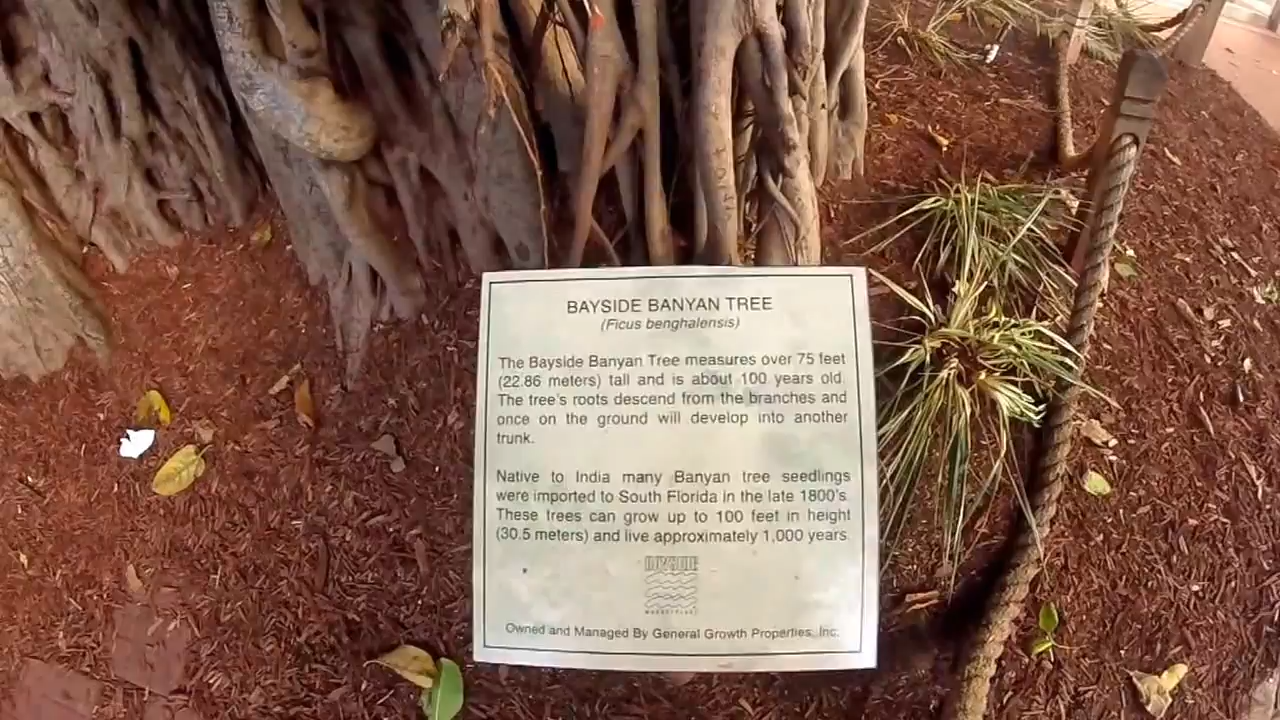 BAYSIDE BANYAN TREE
(Ficus benghalensis)
The Bayside Banyan Tree measures over 75 feet
(22.86 meters) tall and is about 100 years old.
The tree's roots descend from the branches and
once on the ground will develop into another
trunk.
Native to India many Banyan tree seedlings
were imported to South Florida in the late 1800's.
These trees can grow up to 100 feet in height
(30.5 meters) and live approximately 1,000 years.
BAYSIDE
MARKETPLACE
Owned and Managed By General Growth Properties, Inc.